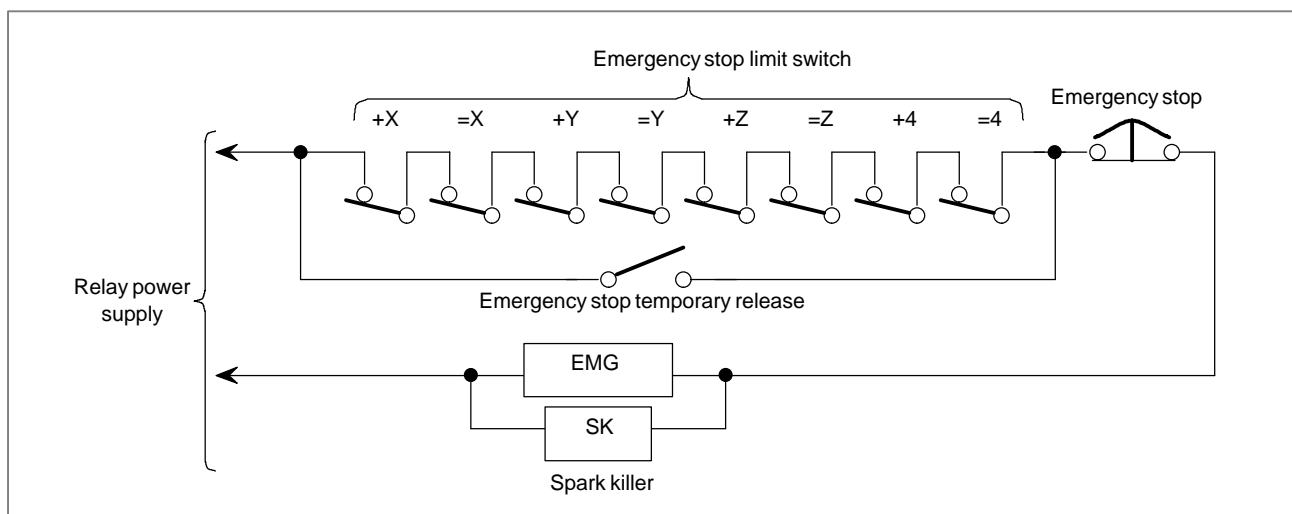 Emergency stop limit switch
Emergency stop
+X =X +Y =Y +Z =Z +4 =4
Relay power
supply
Emergency stop temporary release
EMG
SK
Spark killer